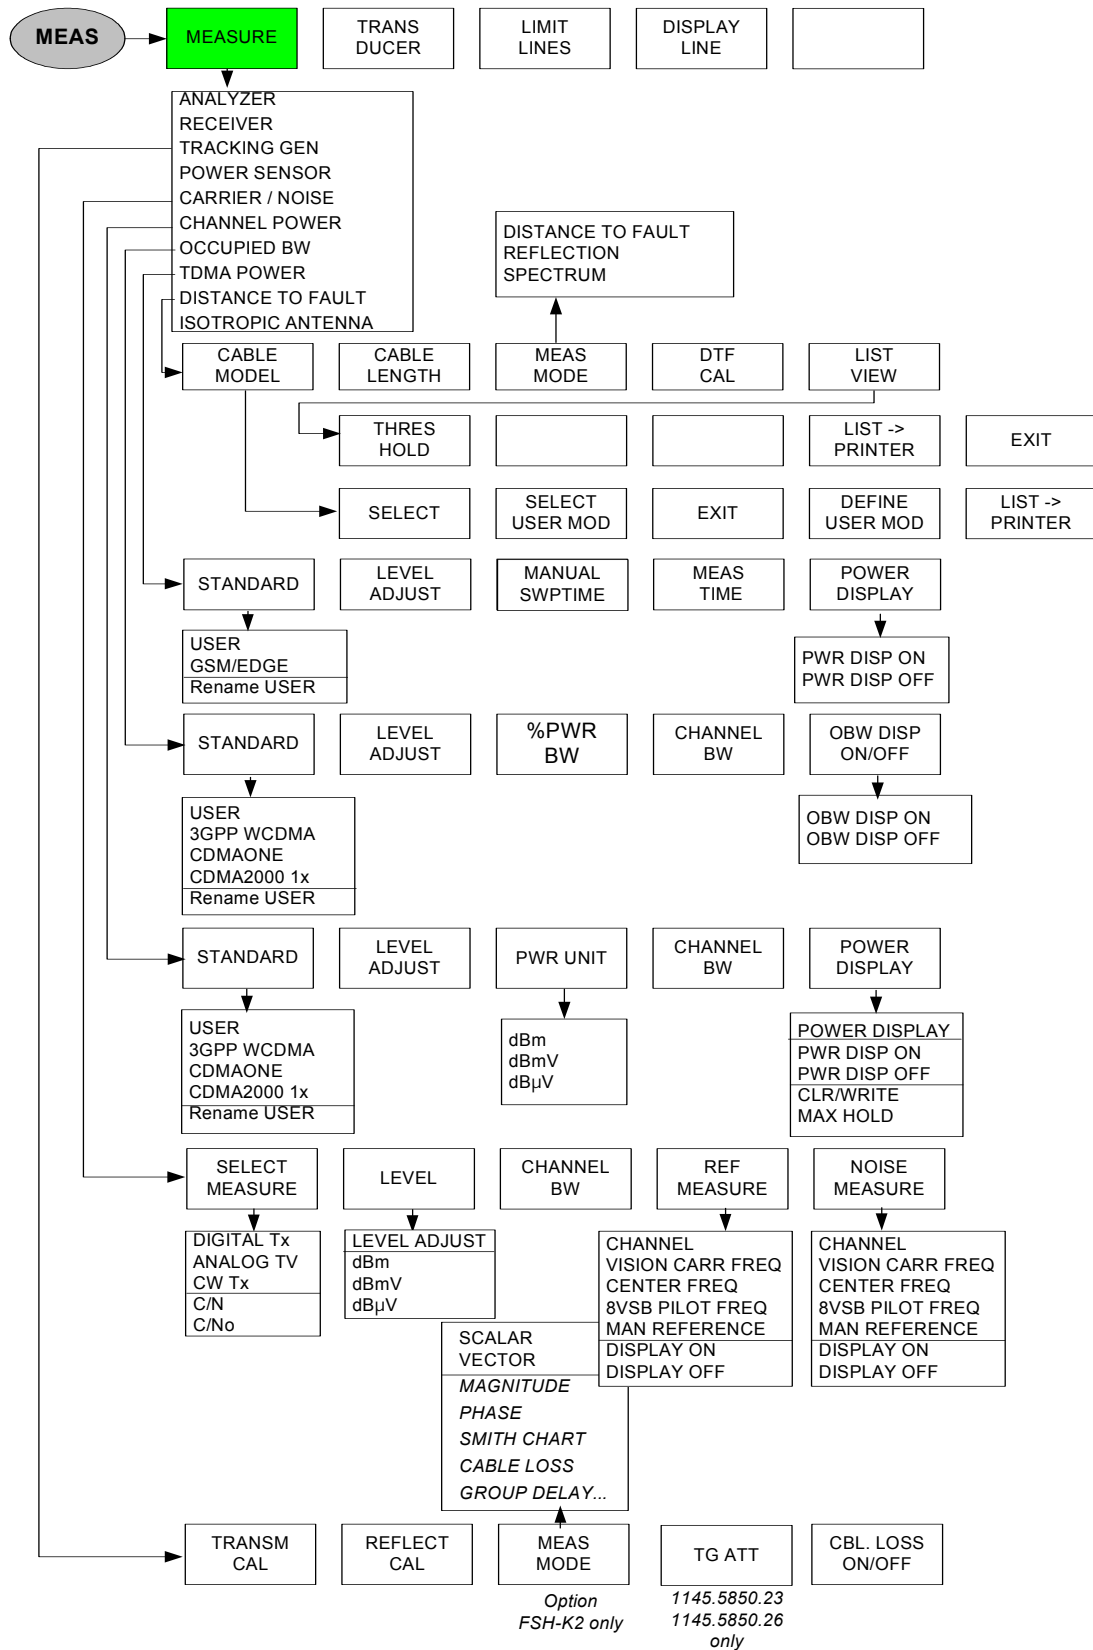 MEAS
MEASURE
TRANS
DUCER
LIMIT
LINES
DISPLAY
LINE
ANALYZER
RECEIVER
TRACKING GEN
POWER SENSOR
CARRIER / NOISE
CHANNEL POWER
OCCUPIED BW
TDMA POWER
DISTANCE TO FAULT
ISOTROPIC ANTENNA
DISTANCE TO FAULT
REFLECTION
SPECTRUM
CABLE
MODEL
CABLE
LENGTH
MEAS
MODE
DTF
CAL
LIST
VIEW
THRES
HOLD
LIST ->
PRINTER
EXIT
SELECT
SELECT
USER MOD
EXIT
DEFINE
USER MOD
LIST ->
PRINTER
STANDARD
LEVEL
ADJUST
MANUAL
SWPTIME
MEAS
TIME
POWER
DISPLAY
USER
GSM/EDGE
Rename USER
PWR DISP ON
PWR DISP OFF
STANDARD
LEVEL
ADJUST
%PWR
BW
CHANNEL
BW
OBW DISP
ON/OFF
USER
3GPP WCDMA
CDMAONE
CDMA2000 1x
Rename USER
OBW DISP ON
OBW DISP OFF
STANDARD
LEVEL
ADJUST
PWR UNIT
CHANNEL
BW
POWER
DISPLAY
USER
3GPP WCDMA
CDMAONE
CDMA2000 1x
Rename USER
dBm
dBmV
dBµV
POWER DISPLAY
PWR DISP ON
PWR DISP OFF
CLR/WRITE
MAX HOLD
SELECT
MEASURE
LEVEL
CHANNEL
BW
REF
MEASURE
NOISE
MEASURE
DIGITAL Tx
ANALOG TV
CW Tx
C/N
C/No
LEVEL ADJUST
dBm
dBmV
dBµV
CHANNEL
VISION CARR FREQ
CENTER FREQ
8VSB PILOT FREQ
MAN REFERENCE
DISPLAY ON
DISPLAY OFF
CHANNEL
VISION CARR FREQ
CENTER FREQ
8VSB PILOT FREQ
MAN REFERENCE
DISPLAY ON
DISPLAY OFF
SCALAR
VECTOR
MAGNITUDE
PHASE
SMITH CHART
CABLE LOSS
GROUP DELAY...
TRANSM
CAL
REFLECT
CAL
MEAS
MODE
TG ATT
CBL. LOSS
ON/OFF
Option
FSH-K2 only
1145.5850.23
1145.5850.26
only